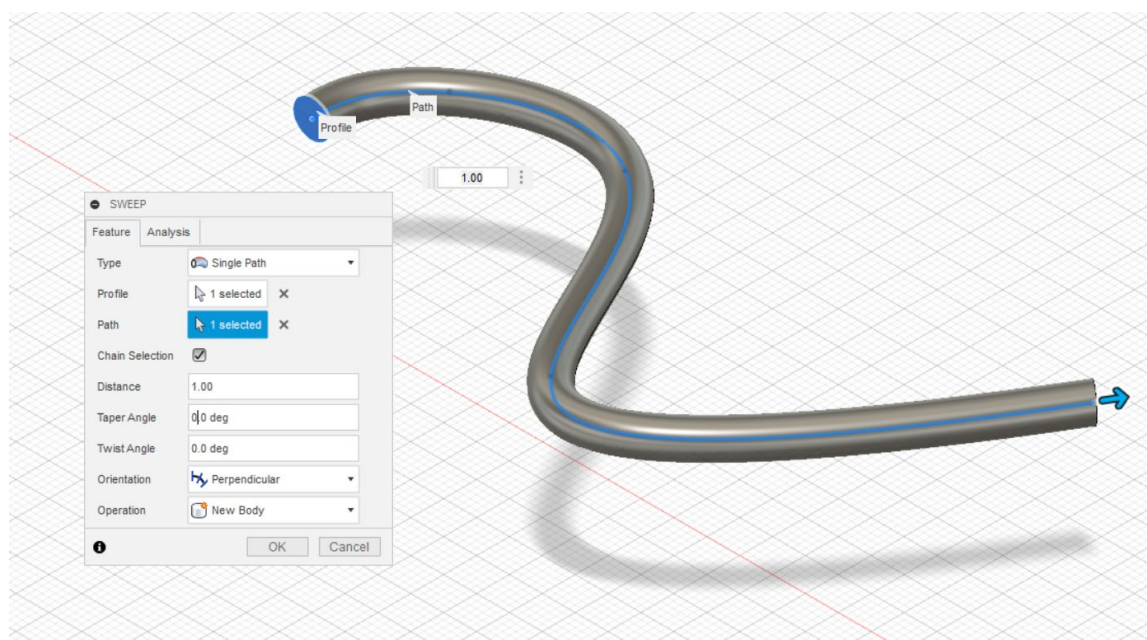 Path
Profile
1.00
SWEEP
Feature Analysis
Type Single Path
Profile 1 selected
Path 1 selected
Chain Selection
Distance 1.00
Taper Angle 0.0 deg
Twist Angle 0.0 deg
Orientation Perpendicular
Operation New Body
OK Cancel